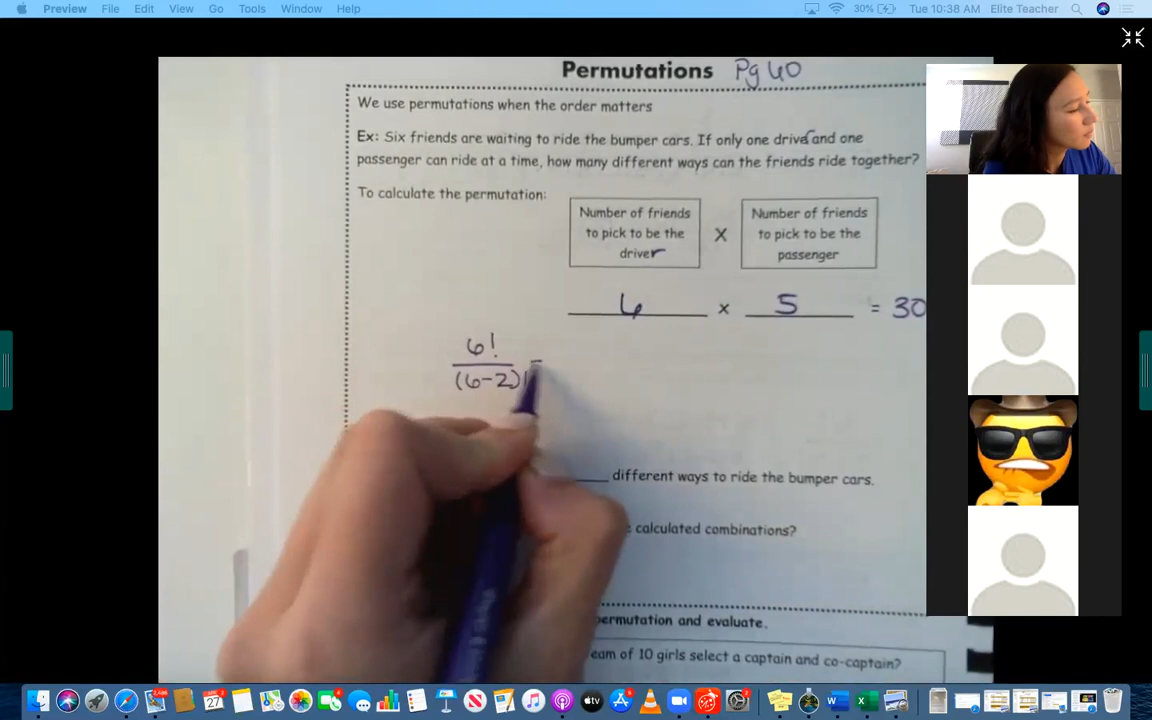 Preview File Edit View Go Tools Window Help 30% Tue 10:38 AM Elite Teacher
Permutations Pg 40
We use permutations when the order matters
Ex: Six friends are waiting to ride the bumper cars. If only one driver and one
passenger can ride at a time, how many different ways can the friends ride together?
To calculate the permutation:
Number of friends
to pick to be the
driver
X
Number of friends
to pick to be the
passenger
6 x 5 = 30
6!
(6-2)!
different ways to ride the bumper cars.
calculated combinations?
permutation and evaluate.
eam of 10 girls select a captain and co-captain?